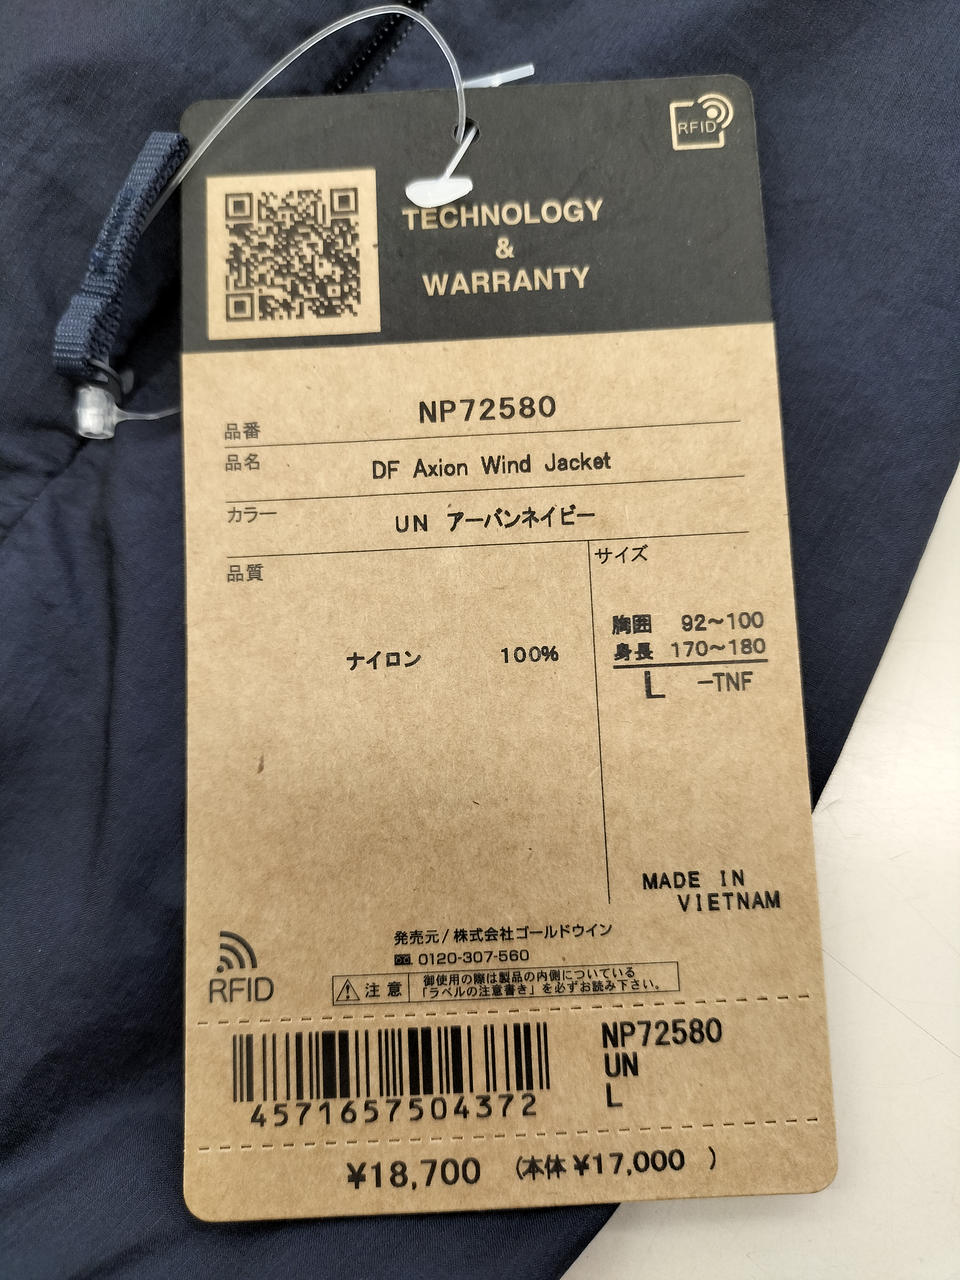 RFID
TECHNOLOGY
&
WARRANTY
品番 NP72580
品名 DF Axion Wind Jacket
カラー UN アーバンネイビー
品質
サイズ
ナイロン 100%
胸囲 92~100
身長 170~180
L -TNF
MADE IN
VIETNAM
発売元/株式会社ゴールドウイン
0120-307-560
RFID
注意
御使用の際は製品の内側についている
「ラベルの注意書き」を必ずお読み下さい。
4571657504372
NP72580
UN
L
¥18,700 (本体 ¥17,000 )